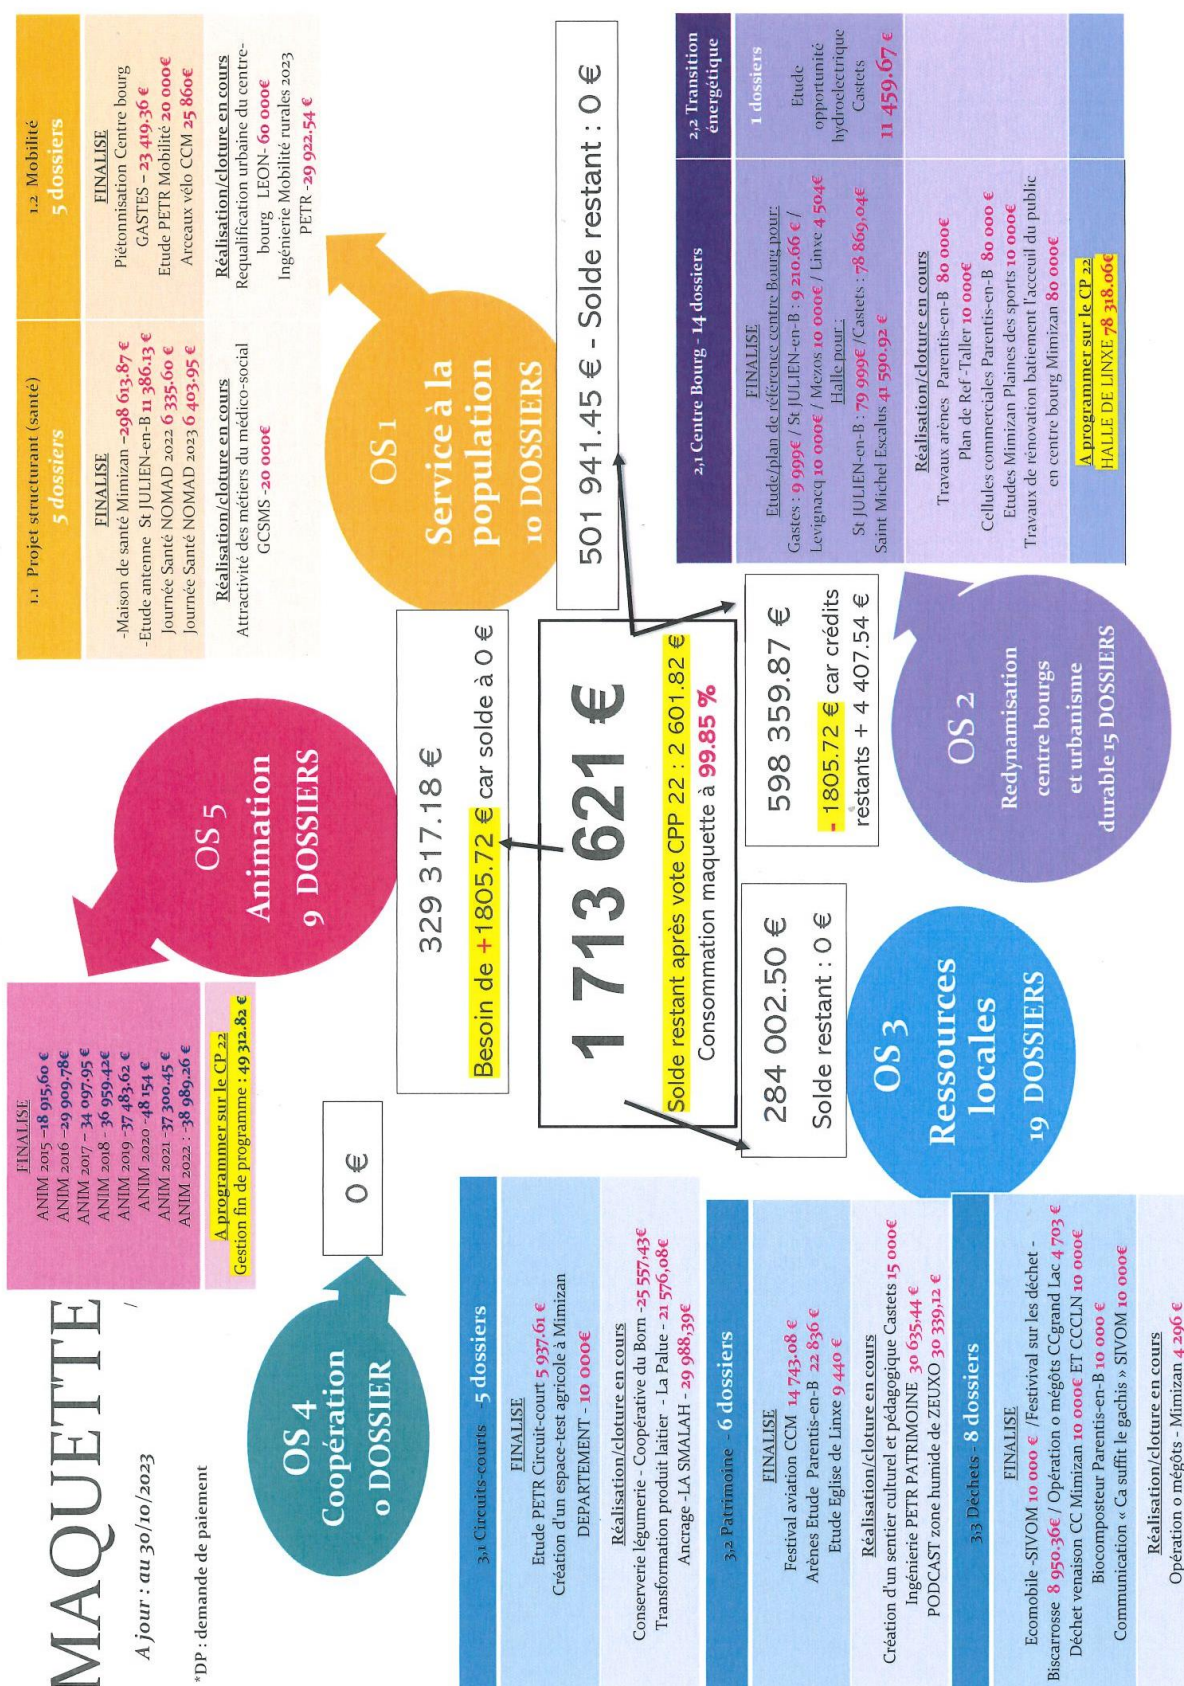 MAQUETTE
A jour : au 30/10/2023
*DP : demande de paiement
FINALISE
ANIM 2015 –18 915,60 €
ANIM 2016 –29 909,78€
ANIM 2017 – 34 097.95 €
ANIM 2018 - 36 959.42€
ANIM 2019 -37 483.62 €
ANIM 2020 -48 154 €
ANIM 2021 -37 300.45 €
ANIM 2022 : -38 989.26 €
A programmer sur le CP 22
Gestion fin de programme : 49 312.82 €
OS 5
Animation
9 DOSSIERS
329 317.18 €
Besoin de +1805.72 € car solde à 0 €
1.1 Projet structurant (santé)
5 dossiers
FINALISE
-Maison de santé Mimizan –298 613.87 €
-Etude antenne St JULIEN-en-B 11 386.13 €
Journée Santé NOMAD 2022 6 335.60 €
Journée Santé NOMAD 2023 6 403.95 €
Réalisation/cloture en cours
Attractivité des métiers du médico-social
GCSMS -20 000€
1.2 Mobilité
5 dossiers
FINALISE
Piétonnisation Centre bourg
GASTES – 23 419.36 €
Etude PETR Mobilité 20 000€
Arceaux vélo CCM 25 860€
Réalisation/cloture en cours
Requalification urbaine du centre-
bourg LEON- 60 000€
Ingénierie Mobilité rurales 2023
PETR -29 922.54 €
OS 1
Service à la
population
10 DOSSIERS
501 941.45 € - Solde restant : 0 €
OS 4
Coopération
0 DOSSIER
0 €
1 713 621 €
Solde restant après vote CPP 22 : 2 601.82 €
Consommation maquette à 99.85 %
3,1 Circuits-courts - 5 dossiers
FINALISE
Etude PETR Circuit-court 5 937.61 €
Création d'un espace-test agricole à Mimizan
DEPARTEMENT - 10 000€
Réalisation/cloture en cours
Conserverie légumerie - Coopérative du Born -25 557,43€
Transformation produit laitier - La Palue - 21 576,08€
Ancrage -LA SMALAH - 29 988,39€
3,2 Patrimoine - 6 dossiers
FINALISE
Festival aviation CCM 14 743.08 €
Arènes Etude Parentis-en-B 22 836 €
Etude Eglise de Linxe 9 440 €
Réalisation/cloture en cours
Création d'un sentier culturel et pédagogique Castets 15 000€
Ingénierie PETR PATRIMOINE 30 635,44 €
PODCAST zone humide de ZEUXO 30 339,12 €
3,3 Déchets - 8 dossiers
FINALISE
Ecomobile -SIVOM 10 000 € /Festivival sur les déchet -
Biscarrosse 8 950.36€ / Opération o mégôts CCgrand Lac 4 703 €
Déchet venaison CC Mimizan 10 000€ ET CCCLN 10 000€
Biocomposteur Parentis-en-B 10 000 €
Communication « Ca suffit le gachis » SIVOM 10 000€
Réalisation/cloture en cours
Opération o mégôts - Mimizan 4 296 €
284 002.50 €
Solde restant : 0 €
OS 3
Ressources
locales
19 DOSSIERS
598 359.87 €
- 1805.72 € car crédits
restants + 4 407.54 €
OS 2
Redynamisation
centre bourgs
et urbanisme
durable 15 DOSSIERS
2,1 Centre Bourg - 14 dossiers
FINALISE
Etude/plan de référence centre Bourg pour:
Gastes : 9 999€ / St JULIEN-en-B : 9 210.66 € /
Levignacq 10 000€ / Mezos 10 000€ / Linxe 4 504€
Halle pour :
St JULIEN-en-B : 79 999€ /Castets : 78 869,04€
Saint Michel Escalus 41 590.92 €
Réalisation/cloture en cours
Travaux arènes Parentis-en-B 80 000€
Plan de Ref -Taller 10 000€
Cellules commerciales Parentis-en-B 80 000 €
Etudes Mimizan Plaines des sports 10 000€
Travaux de rénovation batiement l'acceuil du public
en centre bourg Mimizan 80 000€
A programmer sur le CP 22
HALLE DE LINXE 78 318.06€
2,2 Transition
énergétique
1 dossiers
Etude
opportunité
hydroelectrique
Castets
11 459.67 €